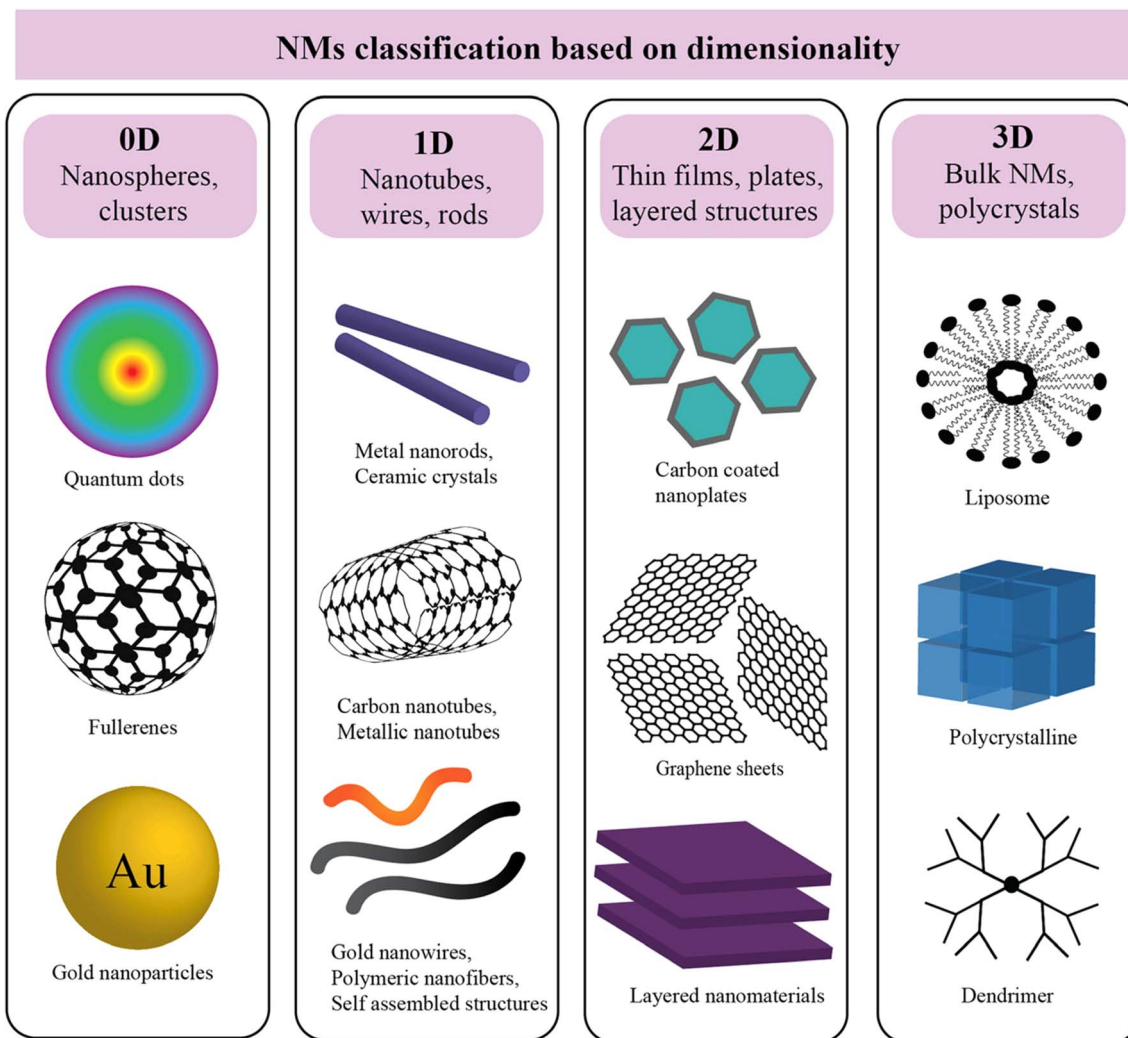 NMs classification based on dimensionality
0D
Nanospheres,
clusters
Quantum dots
Fullerenes
Au
Gold nanoparticles
1D
Nanotubes,
wires, rods
Metal nanorods,
Ceramic crystals
Carbon nanotubes,
Metallic nanotubes
Gold nanowires,
Polymeric nanofibers,
Self assembled structures
2D
Thin films, plates,
layered structures
Carbon coated
nanoplates
Graphene sheets
Layered nanomaterials
3D
Bulk NMs,
polycrystals
Liposome
Polycrystalline
Dendrimer